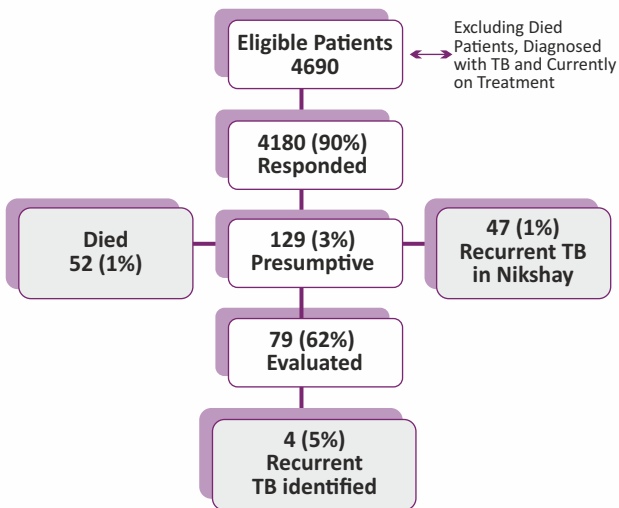 Eligible Patients
4690
Excluding Died
Patients, Diagnosed
with TB and Currently
on Treatment
4180 (90%)
Responded
Died
52 (1%)
129 (3%)
Presumptive
47 (1%)
Recurrent TB
in Nikshay
79 (62%)
Evaluated
4 (5%)
Recurrent
TB identified